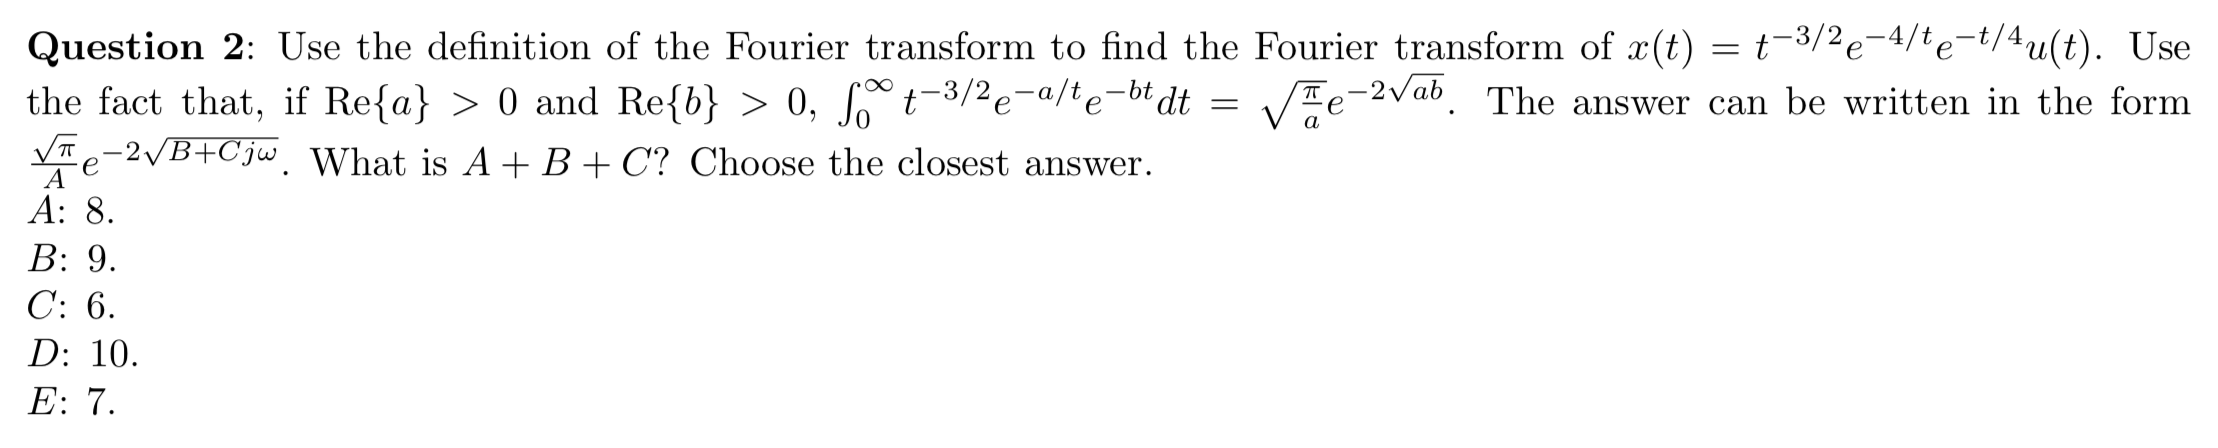 Question 2: Use the definition of the Fourier transform to find the Fourier transform of $x(t) = t^{-3/2}e^{-4/t}e^{-t/4}u(t)$. Use
the fact that, if Re{$a$} > 0 and Re{$b$} > 0, $\int_0^\infty t^{-3/2}e^{-a/t}e^{-bt}dt = \sqrt{\frac{\pi}{a}}e^{-2\sqrt{ab}}$. The answer can be written in the form
$\frac{\sqrt{\pi}}{A}e^{-2\sqrt{B+Cj\omega}}$. What is $A + B + C$? Choose the closest answer.
A: 8.
B: 9.
C: 6.
D: 10.
E: 7.